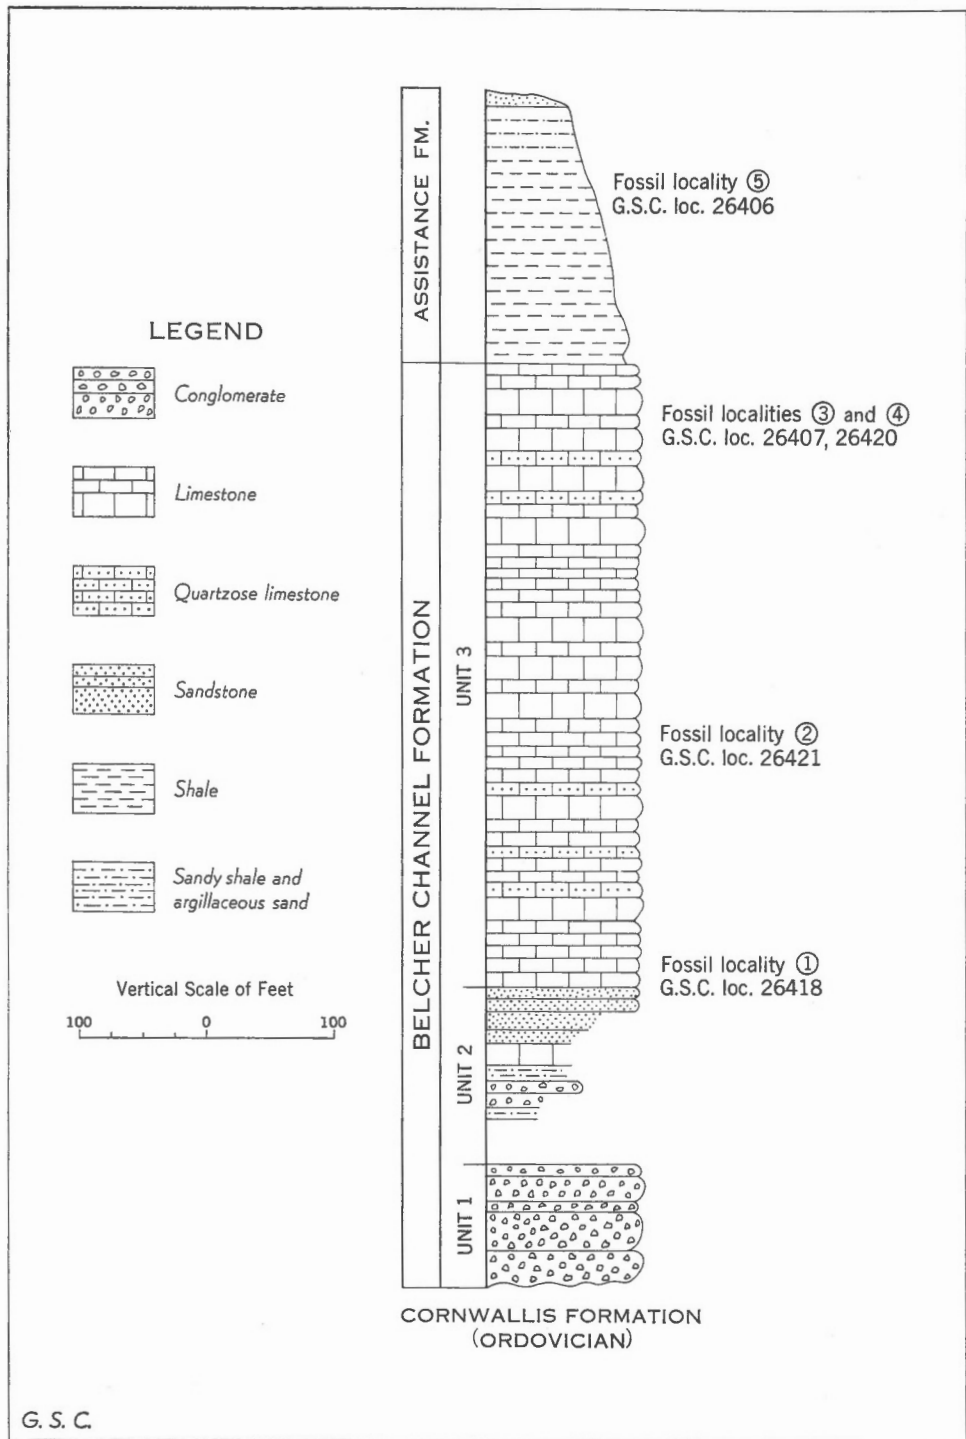 ASSISTANCE FM.
Fossil locality ⑤
G.S.C. loc. 26406
LEGEND
Conglomerate
Limestone
Quartzose limestone
Sandstone
Shale
Sandy shale and
argillaceous sand
Vertical Scale of Feet
100 0 100
BELCHER CHANNEL FORMATION
UNIT 3
Fossil localities ③ and ④
G.S.C. loc. 26407, 26420
Fossil locality ②
G.S.C. loc. 26421
Fossil locality ①
G.S.C. loc. 26418
UNIT 2
UNIT 1
CORNWALLIS FORMATION
(ORDOVICIAN)
G. S. C.